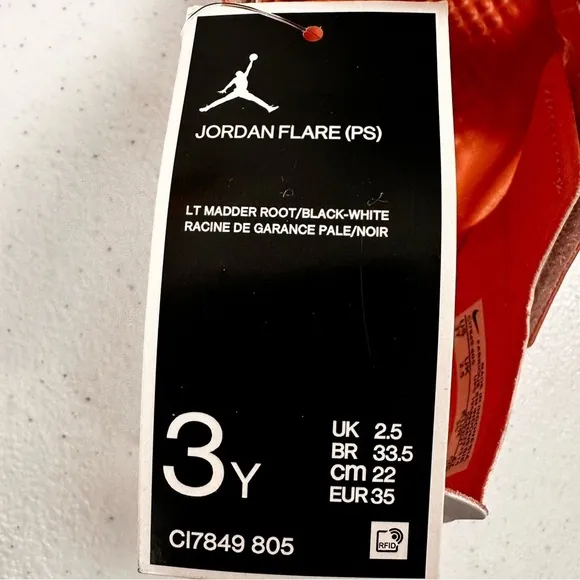 JORDAN FLARE (PS)
LT MADDER ROOT/BLACK-WHITE
RACINE DE GARANCE PALE/NOIR
3Y
UK 2.5
BR 33.5
CM 22
EUR 35
CI7849 805
RFID